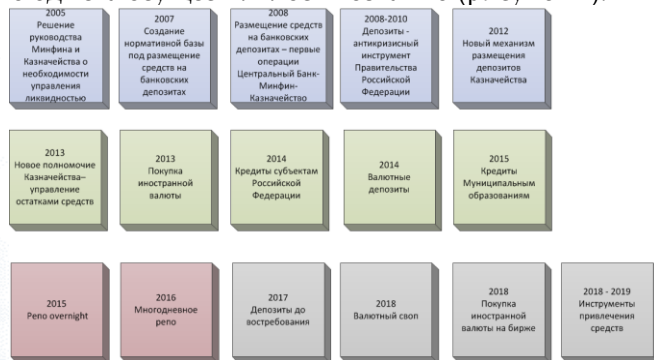 2005
Решение
руководства
Минфина и
Казначейства о
необходимости
управления
ликвидностью
2007
Создание
нормативной базы
под размещение
средств на
банковских
депозитах
2008
Размещение средств
на банковских
депозитах – первые
операции
Центральный Банк-
Минфин-
Казначейство
2008-2010
Депозиты -
антикризисный
инструмент
Правительства
Российской
Федерации
2012
Новый механизм
размещения
депозитов
Казначейства
2013
Новое полномочие
Казначейства–
управление
остатками средств
2013
Покупка
иностранной
валюты
2014
Кредиты субъектам
Российской
Федерации
2014
Валютные
депозиты
2015
Кредиты
Муниципальным
образованиям
2015
Репо overnight
2016
Многодневное
репо
2017
Депозиты до
востребования
2018
Валютный своп
2018
Покупка
иностранной
валюты на бирже
2018 - 2019
Инструменты
привлечения
средств